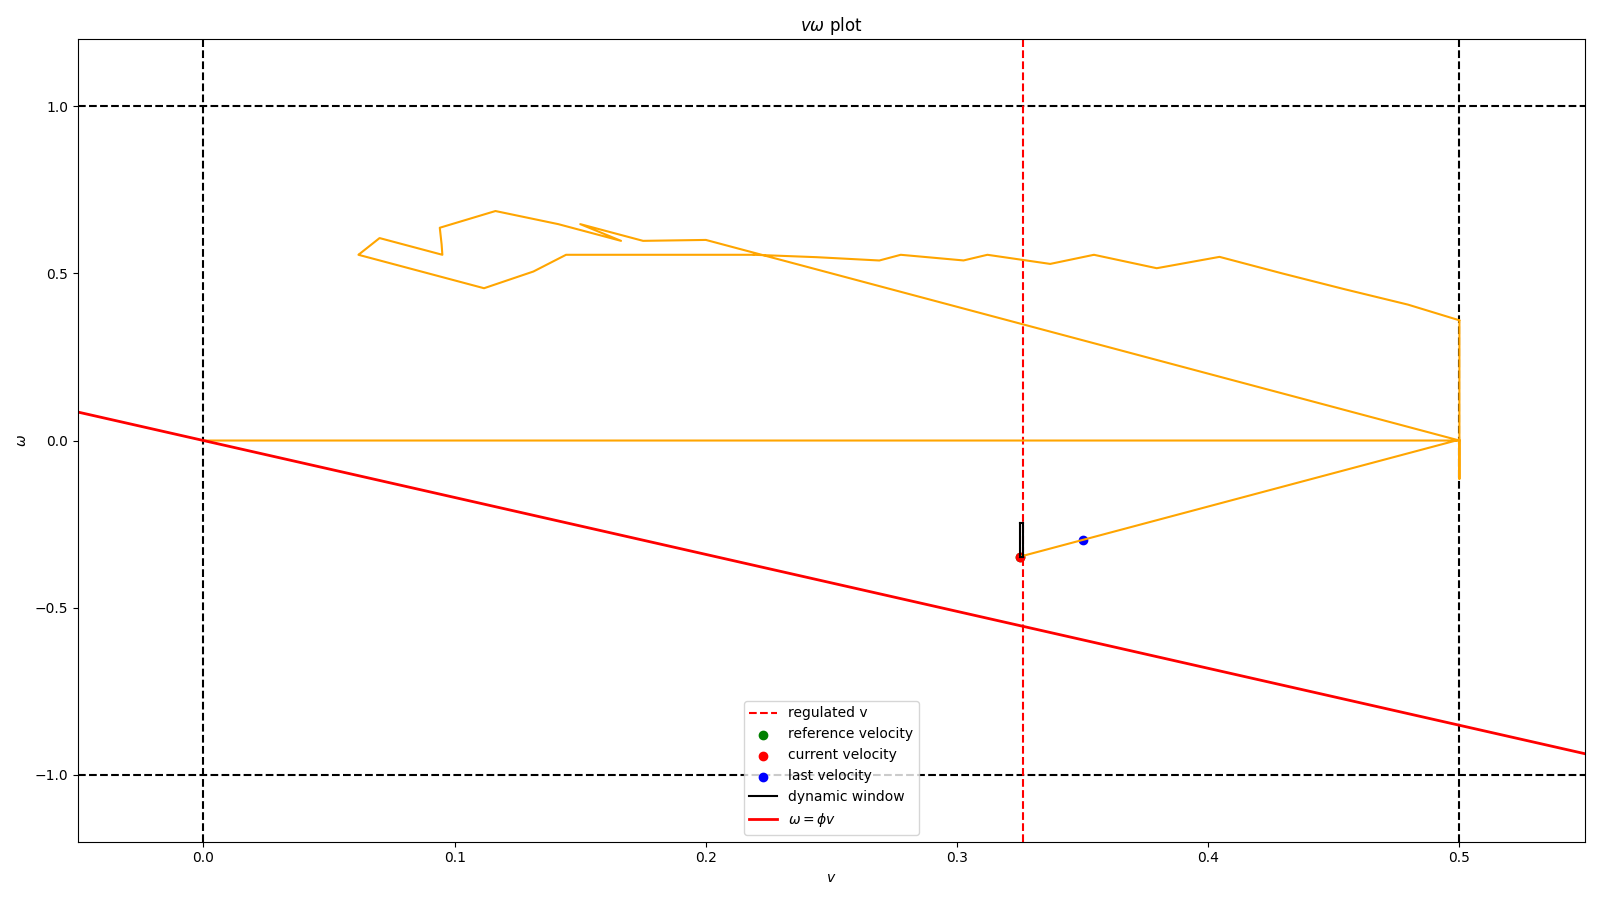 vω plot
1.0
0.5
0.0
−0.5
−1.0
ω
0.0
0.1
0.2
0.3
0.4
0.5
v
regulated v
reference velocity
current velocity
last velocity
dynamic window
ω = ϕv